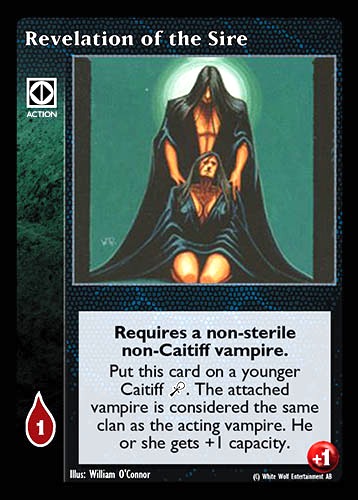 Revelation of the Sire
ACTION
Requires a non-sterile
non-Caitiff vampire.
Put this card on a younger
Caitiff . The attached
vampire is considered the same
clan as the acting vampire. He
or she gets +1 capacity.
1
+1
Illus: William O'Connor
(C) White Wolf Entertainment AB